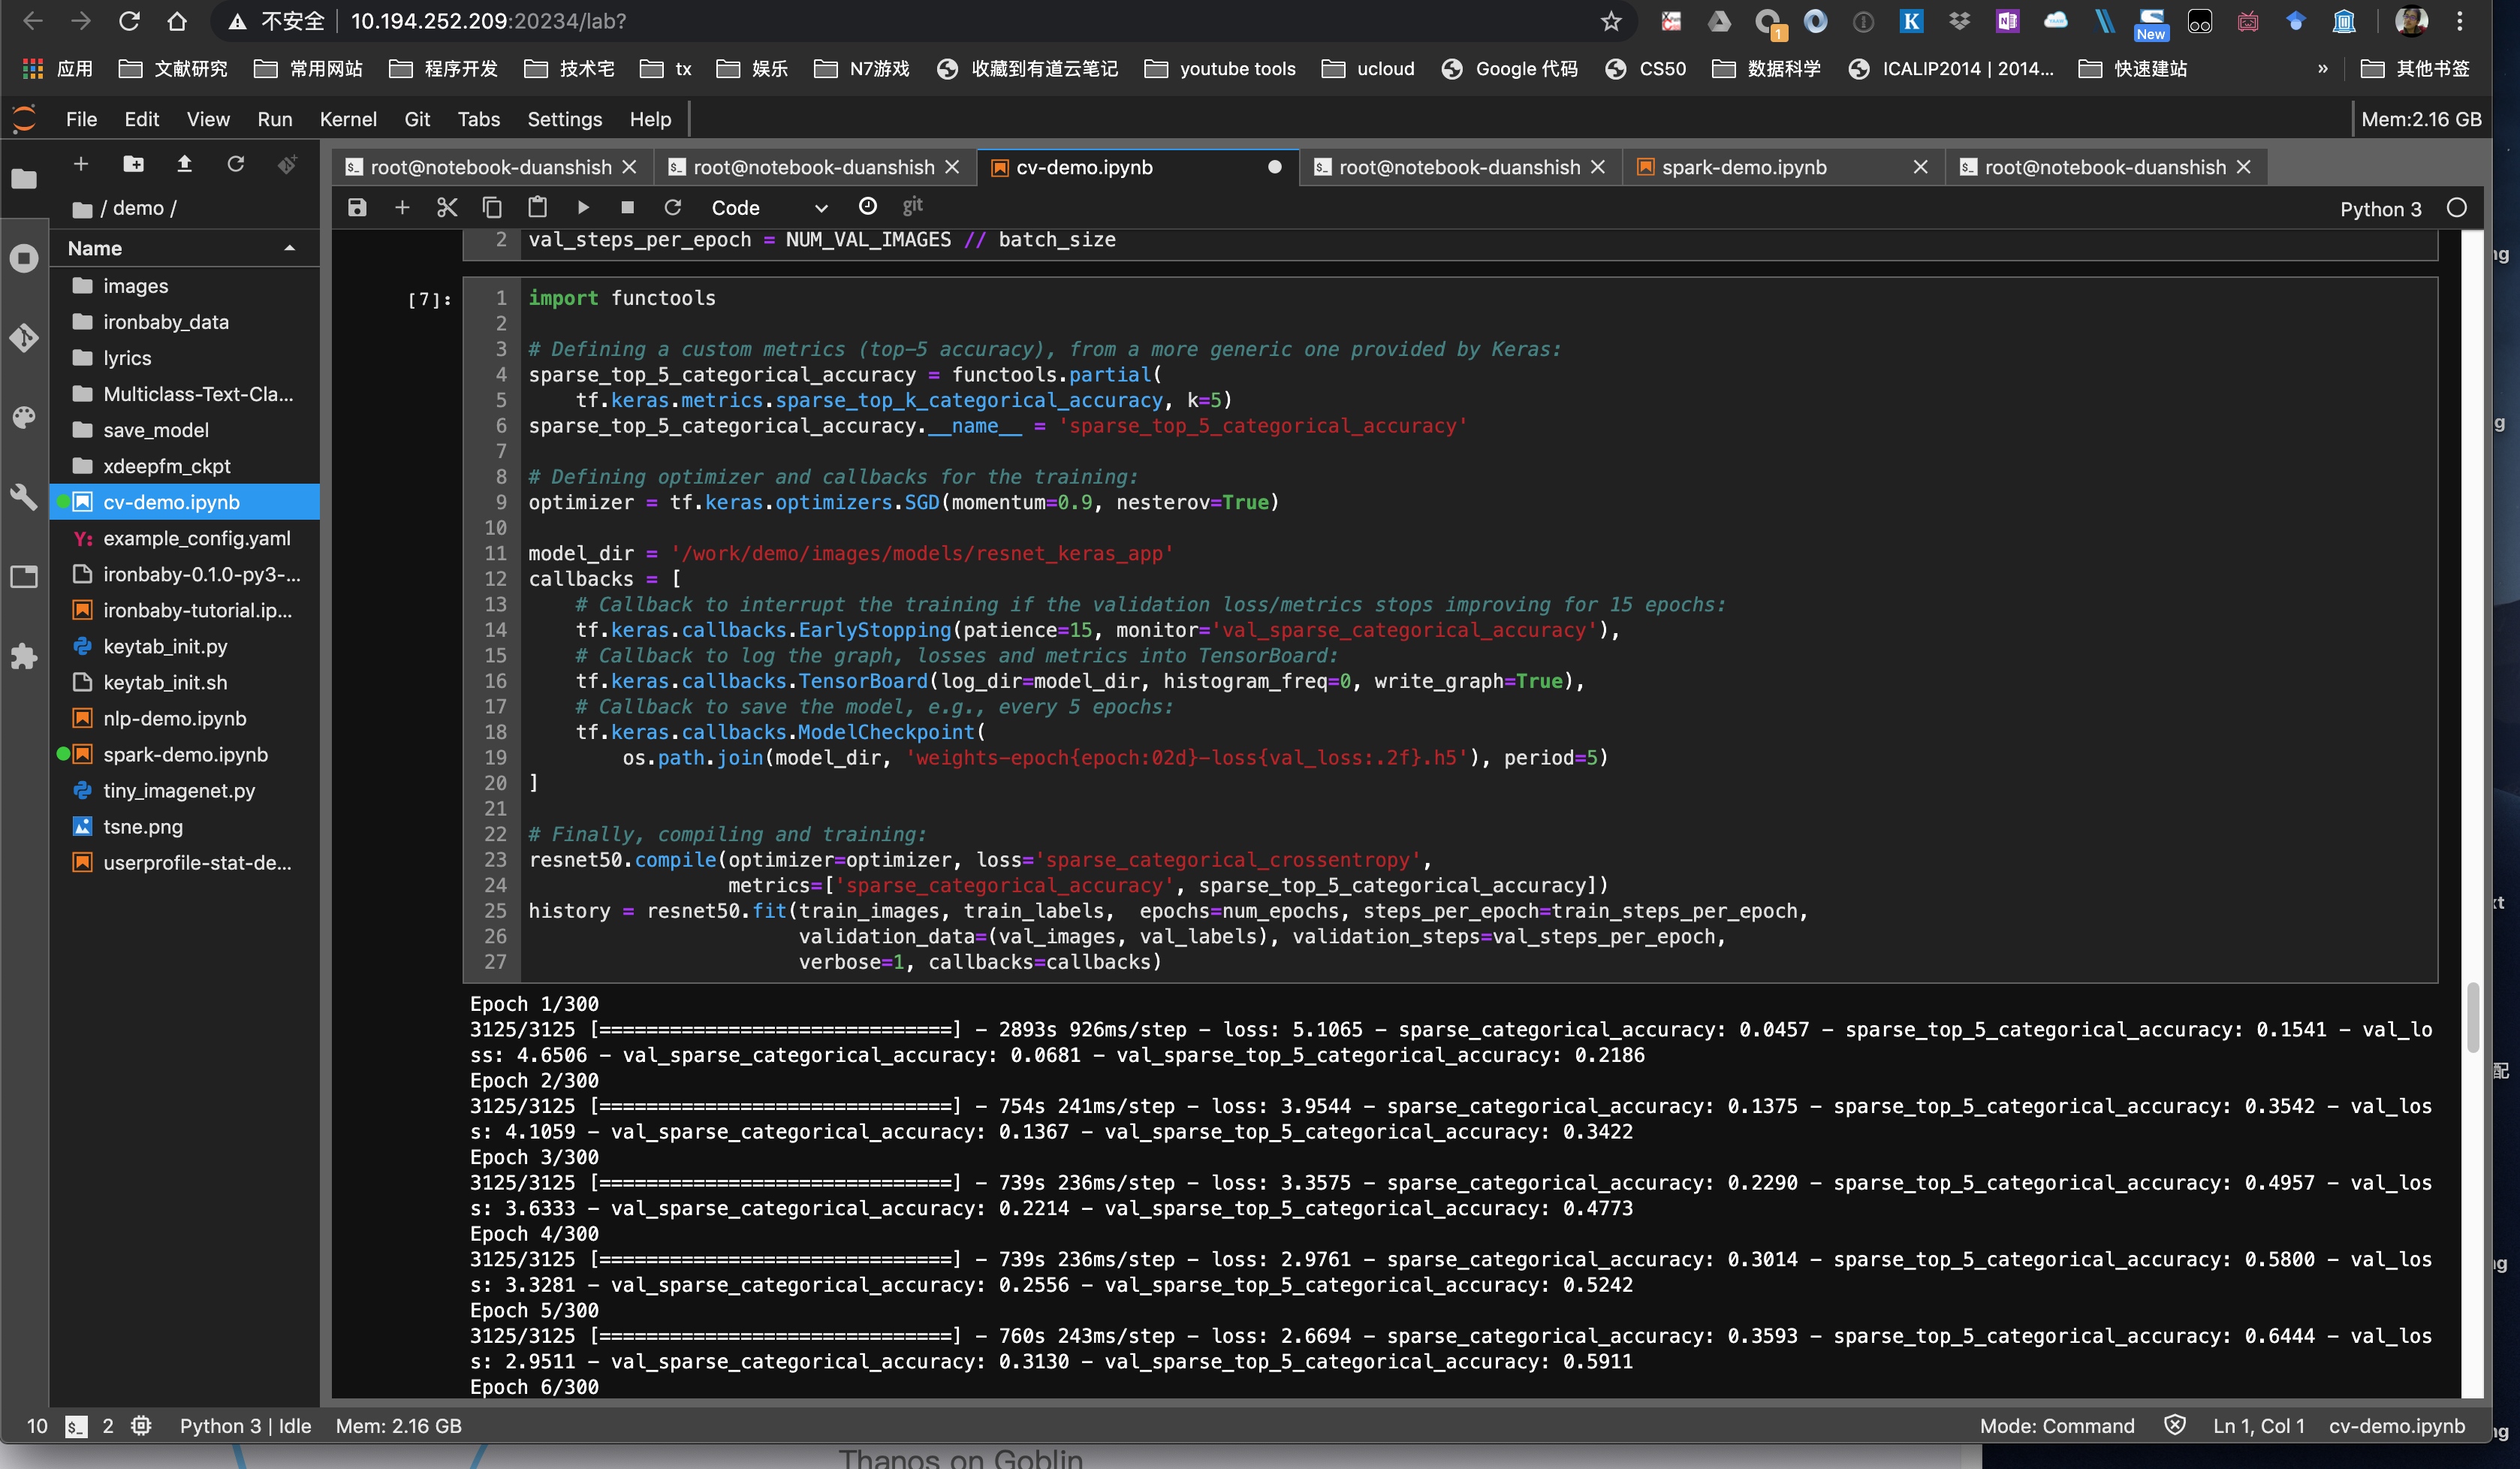 不安全 10.194.252.209:20234/lab?
1
New
应用 文献研究 常用网站 程序开发 技术宅 tx 娱乐 N7游戏 收藏到有道云笔记 youtube tools ucloud Google 代码 CS50 数据科学 ICALIP2014 | 2014... 快速建站 » 其他书签
File Edit View Run Kernel Git Tabs Settings Help Mem:2.16 GB
root@notebook-duanshish root@notebook-duanshish cv-demo.ipynb root@notebook-duanshish spark-demo.ipynb root@notebook-duanshish
Code git Python 3
/ demo /
Name
images
ironbaby_data
lyrics
Multiclass-Text-Cla...
save_model
xdeepfm_ckpt
cv-demo.ipynb
Y: example_config.yaml
ironbaby-0.1.0-py3-...
ironbaby-tutorial.ip...
keytab_init.py
keytab_init.sh
nlp-demo.ipynb
spark-demo.ipynb
tiny_imagenet.py
tsne.png
userprofile-stat-de...
2 val_steps_per_epoch = NUM_VAL_IMAGES // batch_size
[7]:
1 import functools
2
3 # Defining a custom metrics (top-5 accuracy), from a more generic one provided by Keras:
4 sparse_top_5_categorical_accuracy = functools.partial(
5     tf.keras.metrics.sparse_top_k_categorical_accuracy, k=5)
6 sparse_top_5_categorical_accuracy.__name__ = 'sparse_top_5_categorical_accuracy'
7
8 # Defining optimizer and callbacks for the training:
9 optimizer = tf.keras.optimizers.SGD(momentum=0.9, nesterov=True)
10
11 model_dir = '/work/demo/images/models/resnet_keras_app'
12 callbacks = [
13     # Callback to interrupt the training if the validation loss/metrics stops improving for 15 epochs:
14     tf.keras.callbacks.EarlyStopping(patience=15, monitor='val_sparse_categorical_accuracy'),
15     # Callback to log the graph, losses and metrics into TensorBoard:
16     tf.keras.callbacks.TensorBoard(log_dir=model_dir, histogram_freq=0, write_graph=True),
17     # Callback to save the model, e.g., every 5 epochs:
18     tf.keras.callbacks.ModelCheckpoint(
19         os.path.join(model_dir, 'weights-epoch{epoch:02d}-loss{val_loss:.2f}.h5'), period=5)
20 ]
21
22 # Finally, compiling and training:
23 resnet50.compile(optimizer=optimizer, loss='sparse_categorical_crossentropy',
24                  metrics=['sparse_categorical_accuracy', sparse_top_5_categorical_accuracy])
25 history = resnet50.fit(train_images, train_labels,  epochs=num_epochs, steps_per_epoch=train_steps_per_epoch,
26                        validation_data=(val_images, val_labels), validation_steps=val_steps_per_epoch,
27                        verbose=1, callbacks=callbacks)
Epoch 1/300
3125/3125 [==============================] - 2893s 926ms/step - loss: 5.1065 - sparse_categorical_accuracy: 0.0457 - sparse_top_5_categorical_accuracy: 0.1541 - val_lo
ss: 4.6506 - val_sparse_categorical_accuracy: 0.0681 - val_sparse_top_5_categorical_accuracy: 0.2186
Epoch 2/300
3125/3125 [==============================] - 754s 241ms/step - loss: 3.9544 - sparse_categorical_accuracy: 0.1375 - sparse_top_5_categorical_accuracy: 0.3542 - val_los
s: 4.1059 - val_sparse_categorical_accuracy: 0.1367 - val_sparse_top_5_categorical_accuracy: 0.3422
Epoch 3/300
3125/3125 [==============================] - 739s 236ms/step - loss: 3.3575 - sparse_categorical_accuracy: 0.2290 - sparse_top_5_categorical_accuracy: 0.4957 - val_los
s: 3.6333 - val_sparse_categorical_accuracy: 0.2214 - val_sparse_top_5_categorical_accuracy: 0.4773
Epoch 4/300
3125/3125 [==============================] - 739s 236ms/step - loss: 2.9761 - sparse_categorical_accuracy: 0.3014 - sparse_top_5_categorical_accuracy: 0.5800 - val_los
s: 3.3281 - val_sparse_categorical_accuracy: 0.2556 - val_sparse_top_5_categorical_accuracy: 0.5242
Epoch 5/300
3125/3125 [==============================] - 760s 243ms/step - loss: 2.6694 - sparse_categorical_accuracy: 0.3593 - sparse_top_5_categorical_accuracy: 0.6444 - val_los
s: 2.9511 - val_sparse_categorical_accuracy: 0.3130 - val_sparse_top_5_categorical_accuracy: 0.5911
Epoch 6/300
10 2 Python 3 | Idle Mem: 2.16 GB Mode: Command Ln 1, Col 1 cv-demo.ipynb
Thanos on Goblin